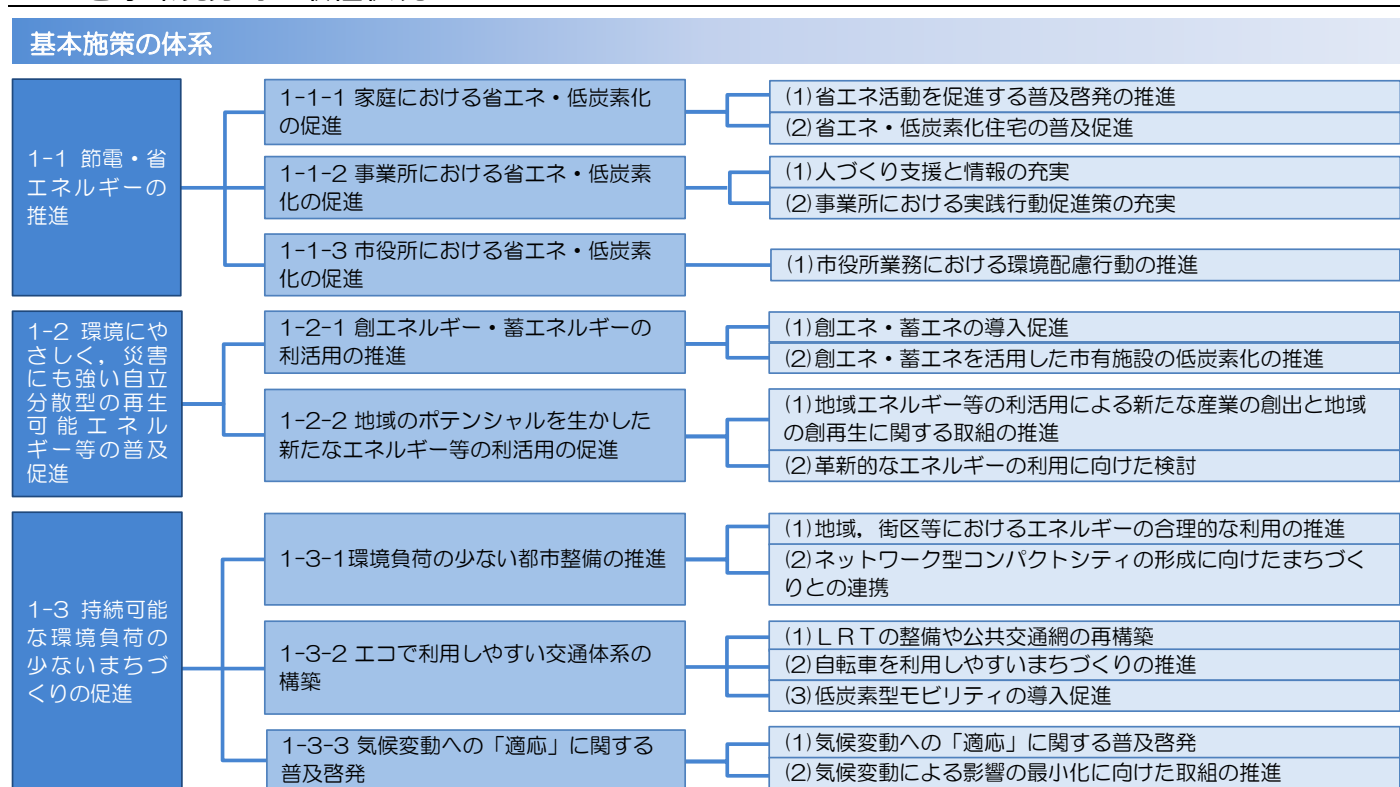 基本施策の体系
1-1 節電・省
エネルギーの
推進
1-1-1 家庭における省エネ・低炭素化
の促進
(1)省エネ活動を促進する普及啓発の推進
(2)省エネ・低炭素化住宅の普及促進
1-1-2 事業所における省エネ・低炭素
化の促進
(1)人づくり支援と情報の充実
(2)事業所における実践行動促進策の充実
1-1-3 市役所における省エネ・低炭素
化の促進
(1)市役所業務における環境配慮行動の推進
1-2 環境にや
さしく，災害
にも強い自立
分散型の再生
可能エネル
ギー等の普及
促進
1-2-1 創エネルギー・蓄エネルギーの
利活用の推進
(1)創エネ・蓄エネの導入促進
(2)創エネ・蓄エネを活用した市有施設の低炭素化の推進
1-2-2 地域のポテンシャルを生かした
新たなエネルギー等の利活用の促進
(1)地域エネルギー等の利活用による新たな産業の創出と地域
の創再生に関する取組の推進
(2)革新的なエネルギーの利用に向けた検討
1-3 持続可能
な環境負荷の
少ないまちづ
くりの促進
1-3-1環境負荷の少ない都市整備の推進
(1)地域，街区等におけるエネルギーの合理的な利用の推進
(2)ネットワーク型コンパクトシティの形成に向けたまちづく
りとの連携
1-3-2 エコで利用しやすい交通体系の
構築
(1)ＬＲＴの整備や公共交通網の再構築
(2)自転車を利用しやすいまちづくりの推進
(3)低炭素型モビリティの導入促進
1-3-3 気候変動への「適応」に関する
普及啓発
(1)気候変動への「適応」に関する普及啓発
(2)気候変動による影響の最小化に向けた取組の推進